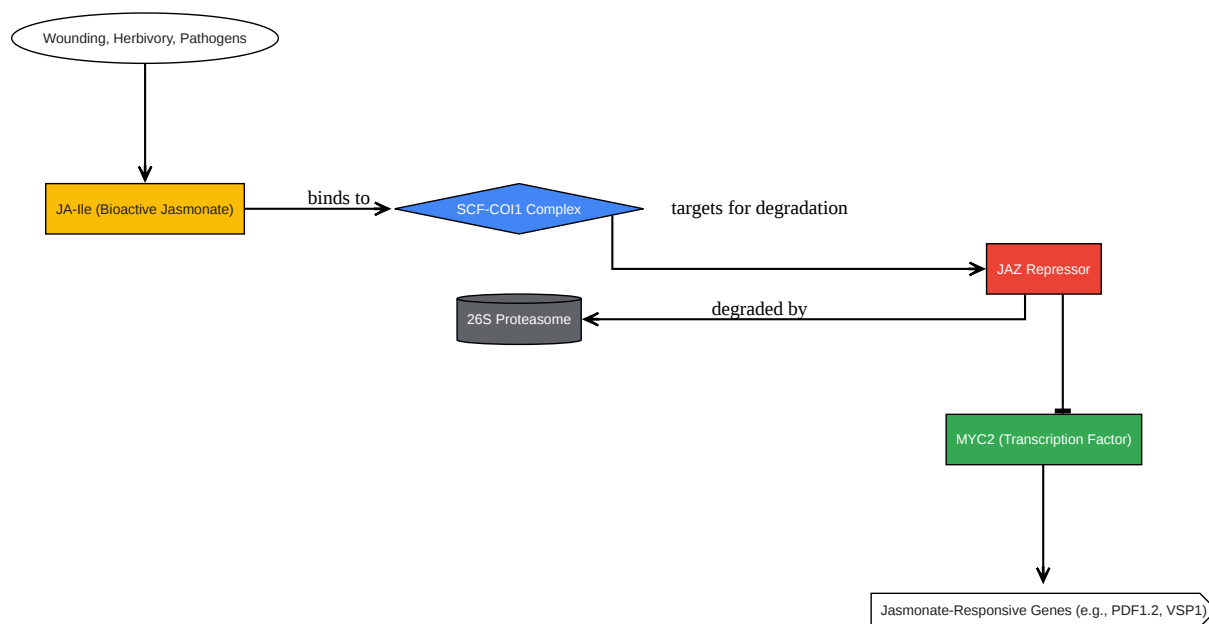 Wounding, Herbivory, Pathogens
JA-Ile (Bioactive Jasmonate)
binds to
SCF-COI1 Complex
targets for degradation
JAZ Repressor
26S Proteasome
degraded by
MYC2 (Transcription Factor)
Jasmonate-Responsive Genes (e.g., PDF1.2, VSP1)